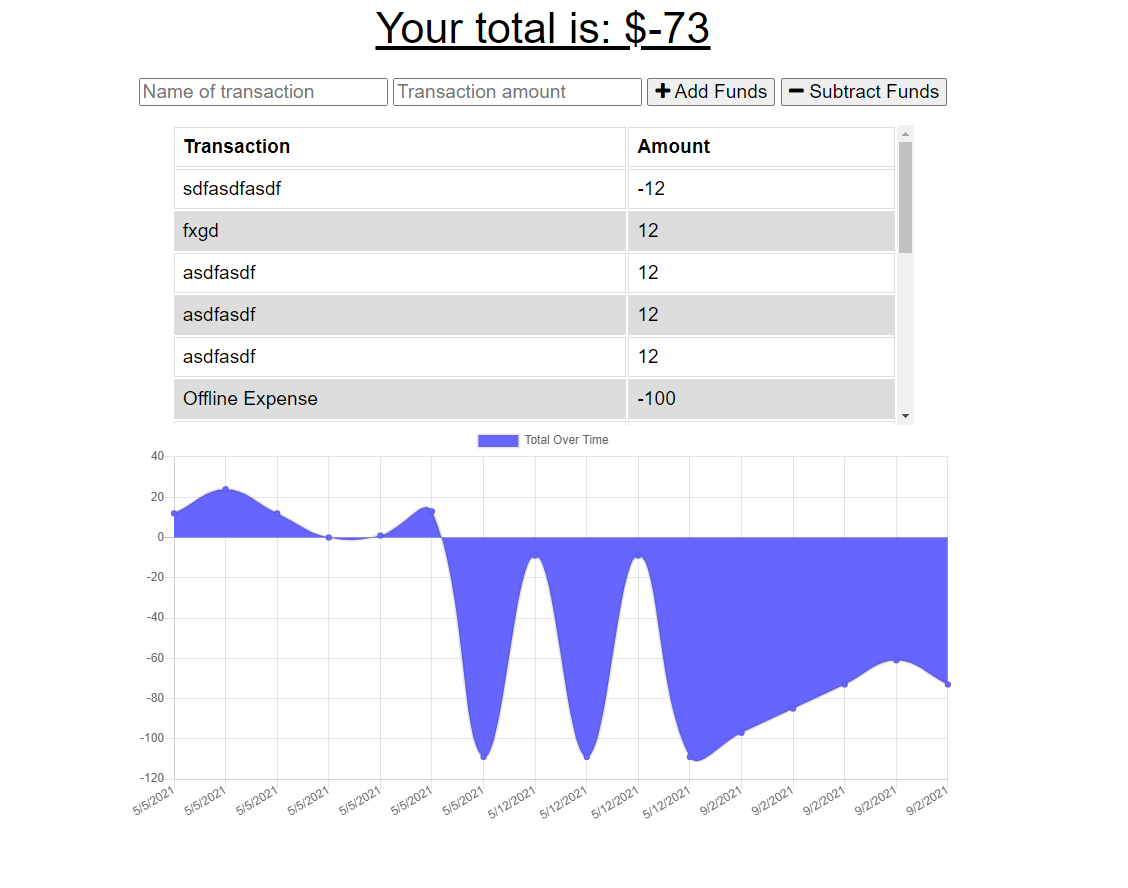 Your total is: $-73
Name of transaction Transaction amount Add Funds Subtract Funds
Transaction Amount
sdfasdfasdf -12
fxgd 12
asdfasdf 12
asdfasdf 12
asdfasdf 12
Offline Expense -100
Total Over Time
40
20
0
-20
-40
-60
-80
-100
-120
5/5/2021 5/5/2021 5/5/2021 5/5/2021 5/5/2021 5/5/2021 5/5/2021 5/12/2021 5/12/2021 5/12/2021 5/12/2021 9/2/2021 9/2/2021 9/2/2021 9/2/2021 9/2/2021